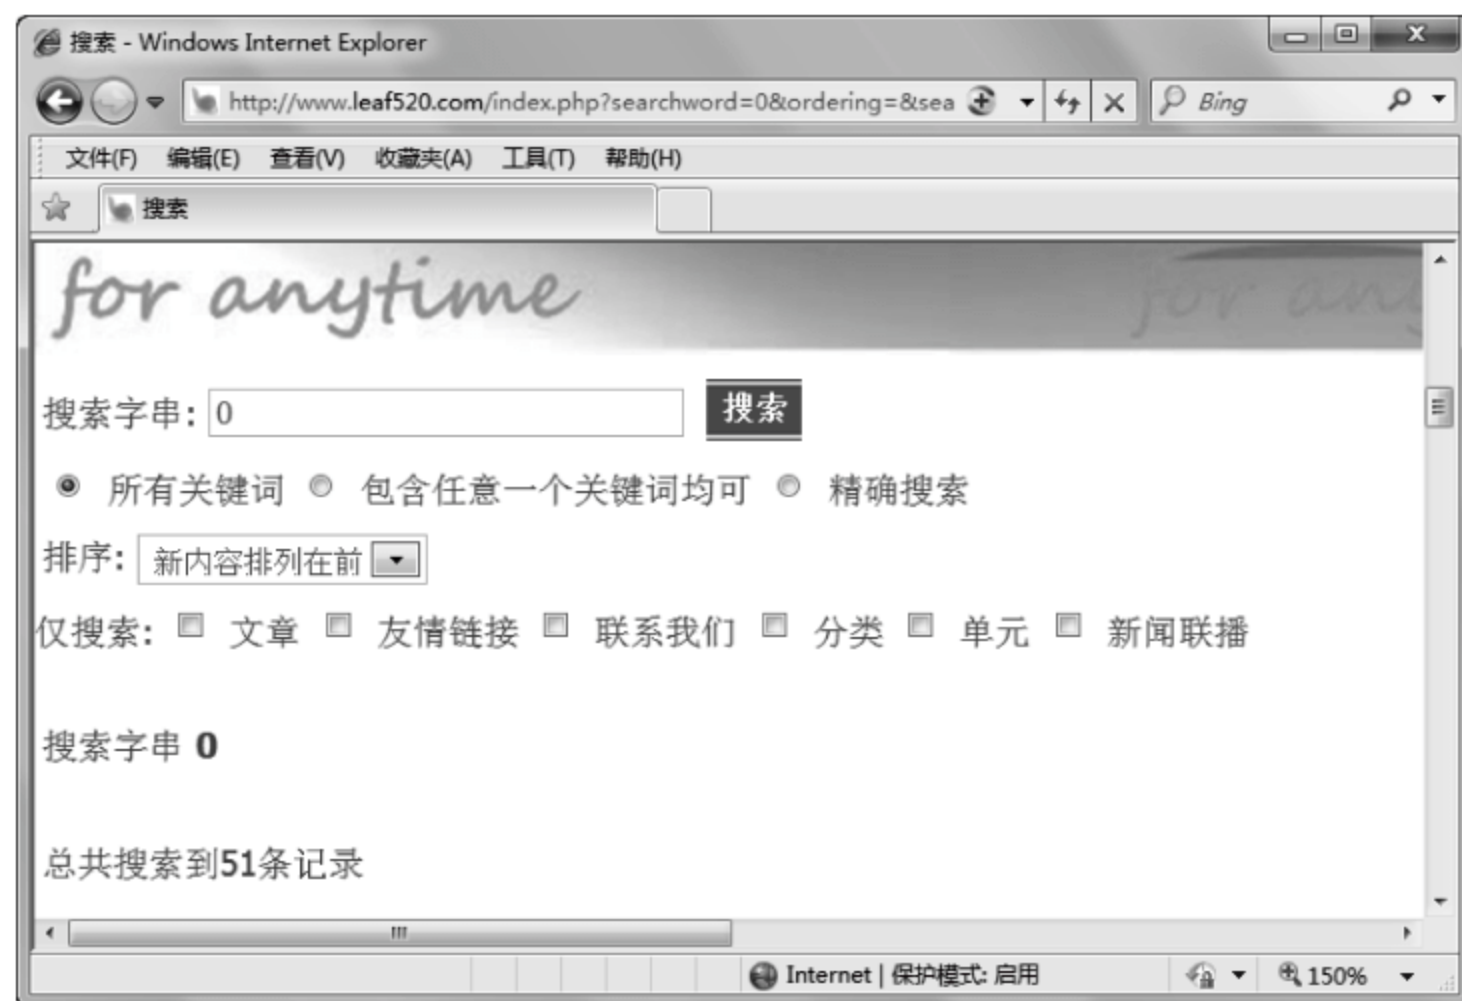 搜索 - Windows Internet Explorer
http://www.leaf520.com/index.php?searchword=0&ordering=&sea
Bing
文件(F) 编辑(E) 查看(V) 收藏夹(A) 工具(T) 帮助(H)
搜索
for anytime for any
搜索字串: 0 搜索
所有关键词 包含任意一个关键词均可 精确搜索
排序: 新内容排列在前
仅搜索: 文章 友情链接 联系我们 分类 单元 新闻联播
搜索字串 0
总共搜索到51条记录
Internet | 保护模式: 启用 150%